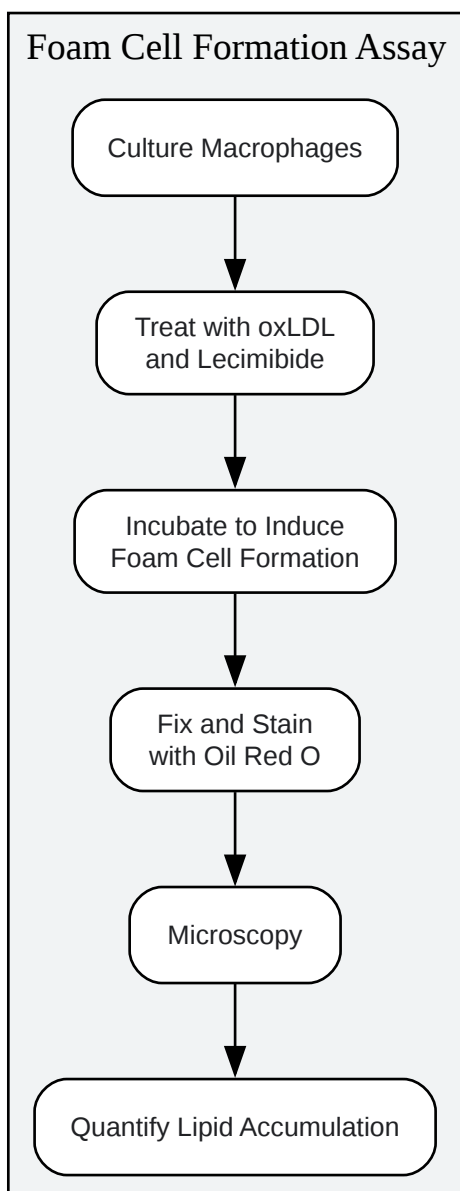 Foam Cell Formation Assay
Culture Macrophages
Treat with oxLDL
and Lecimibide
Incubate to Induce
Foam Cell Formation
Fix and Stain
with Oil Red O
Microscopy
Quantify Lipid Accumulation